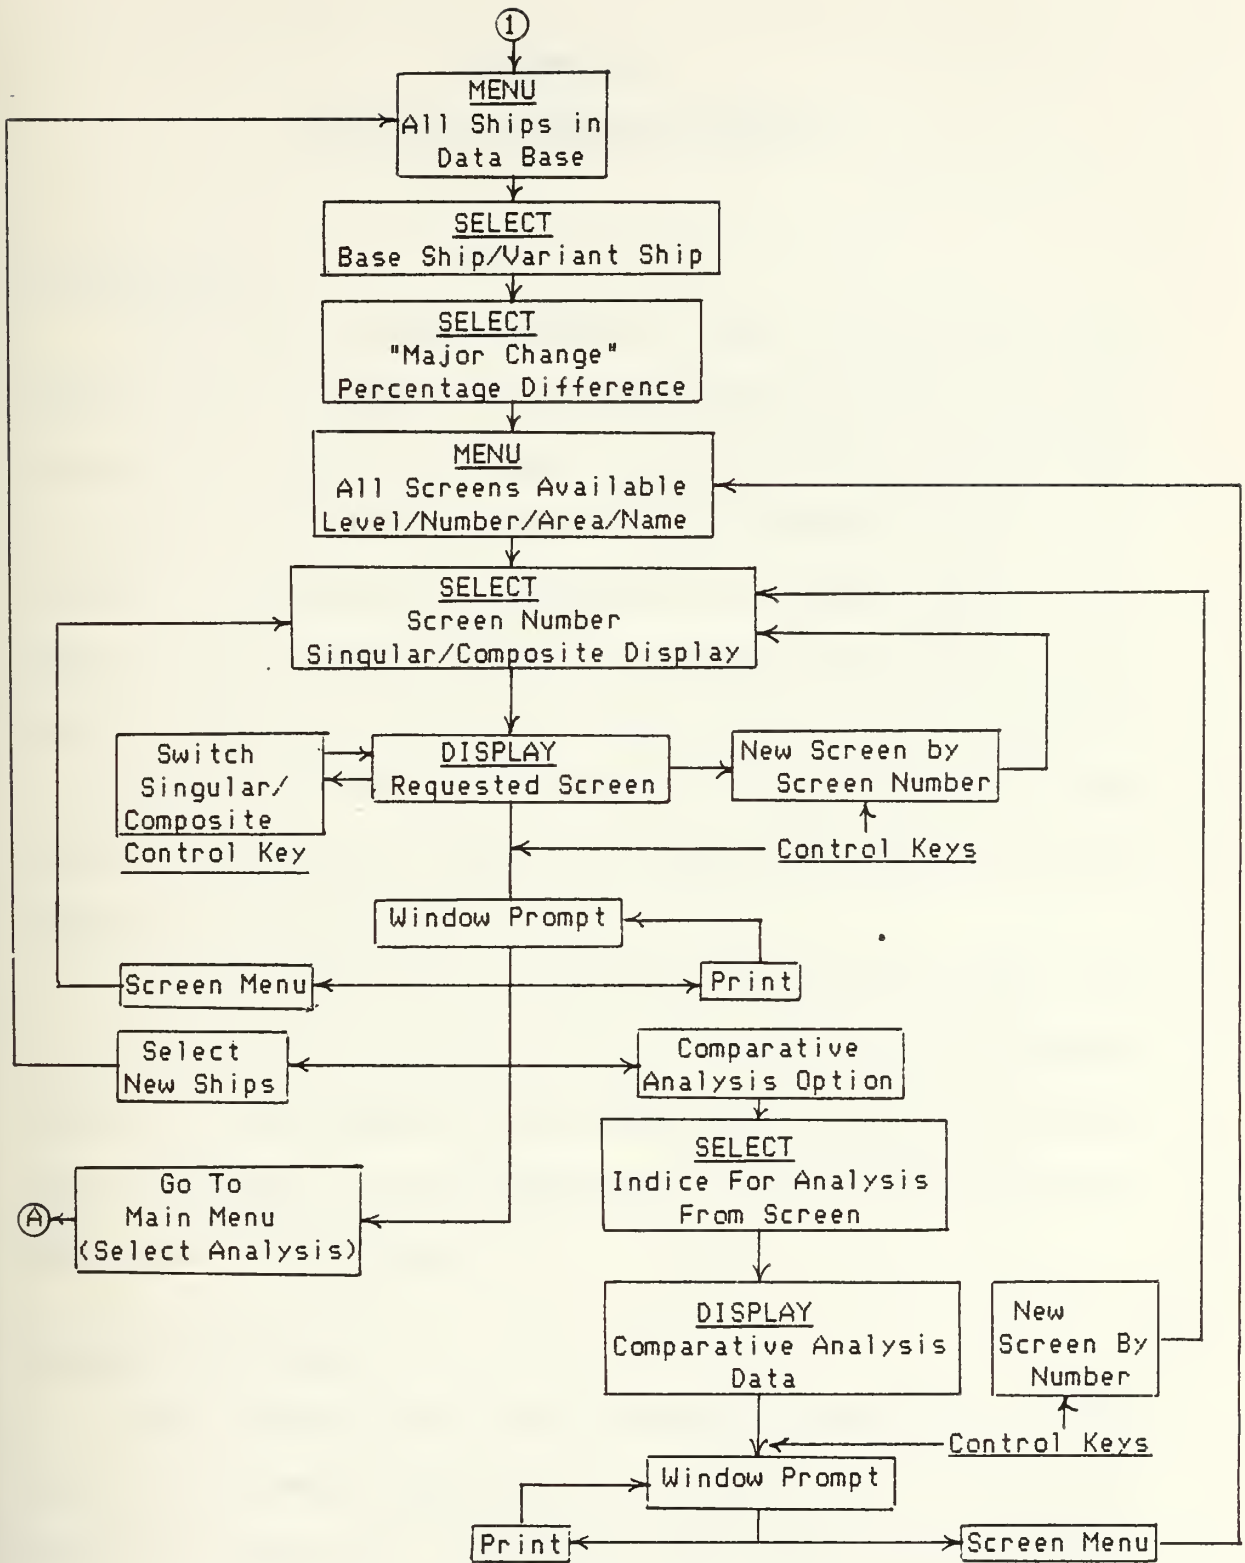 1
MENU
All Ships in
Data Base
SELECT
Base Ship/Variant Ship
SELECT
"Major Change"
Percentage Difference
MENU
All Screens Available
Level/Number/Area/Name
SELECT
Screen Number
Singular/Composite Display
Switch
Singular/
Composite
Control Key
DISPLAY
Requested Screen
New Screen by
Screen Number
Control Keys
Window Prompt
Screen Menu
Print
Select
New Ships
Comparative
Analysis Option
SELECT
Indice For Analysis
From Screen
A
Go To
Main Menu
(Select Analysis)
DISPLAY
Comparative Analysis
Data
New
Screen By
Number
Control Keys
Window Prompt
Print
Screen Menu